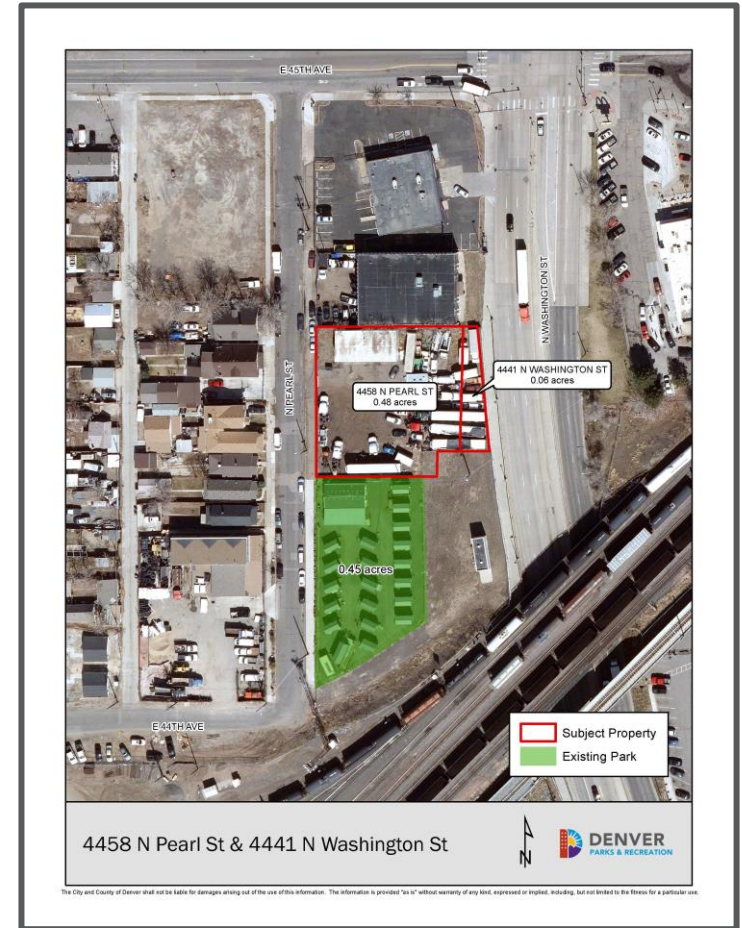 E 45TH AVE
N WASHINGTON ST
N PEARL ST
4441 N WASHINGTON ST
0.06 acres
4458 N PEARL ST
0.48 acres
0.45 acres
E 44TH AVE
Subject Property
Existing Park
4458 N Pearl St & 4441 N Washington St
N
DENVER
PARKS & RECREATION
The City and County of Denver shall not be liable for damages arising out of the use of this information. The information is provided "as is" without warranty of any kind, expressed or implied, including, but not limited to the fitness for a particular use.